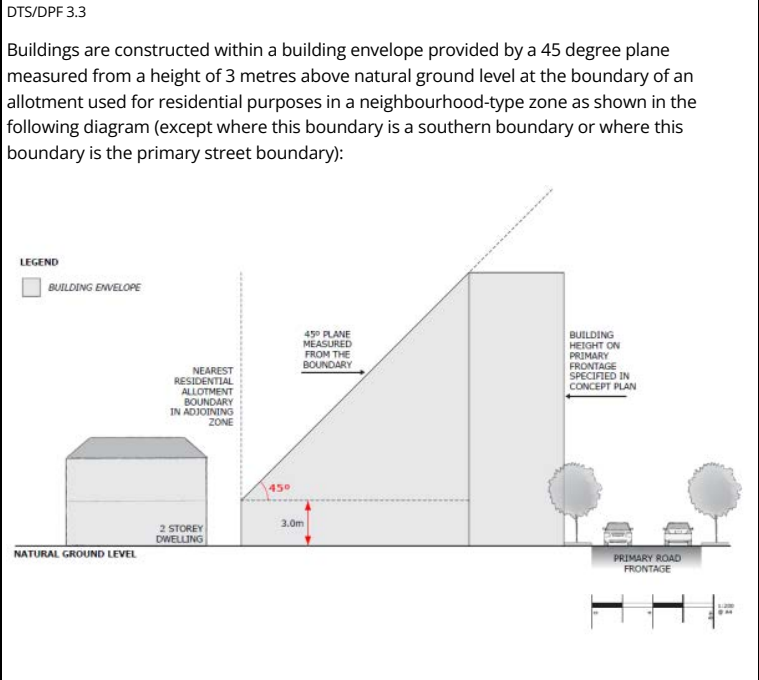 DTS/DPF 3.3
Buildings are constructed within a building envelope provided by a 45 degree plane
measured from a height of 3 metres above natural ground level at the boundary of an
allotment used for residential purposes in a neighbourhood-type zone as shown in the
following diagram (except where this boundary is a southern boundary or where this
boundary is the primary street boundary):
LEGEND
BUILDING ENVELOPE
45º PLANE
MEASURED
FROM THE
BOUNDARY
BUILDING
HEIGHT ON
PRIMARY
FRONTAGE
SPECIFIED IN
CONCEPT PLAN
NEAREST
RESIDENTIAL
ALLOTMENT
BOUNDARY
IN ADJOINING
ZONE
45º
3.0m
2 STOREY
DWELLING
NATURAL GROUND LEVEL
PRIMARY ROAD
FRONTAGE
1:200
@ A4